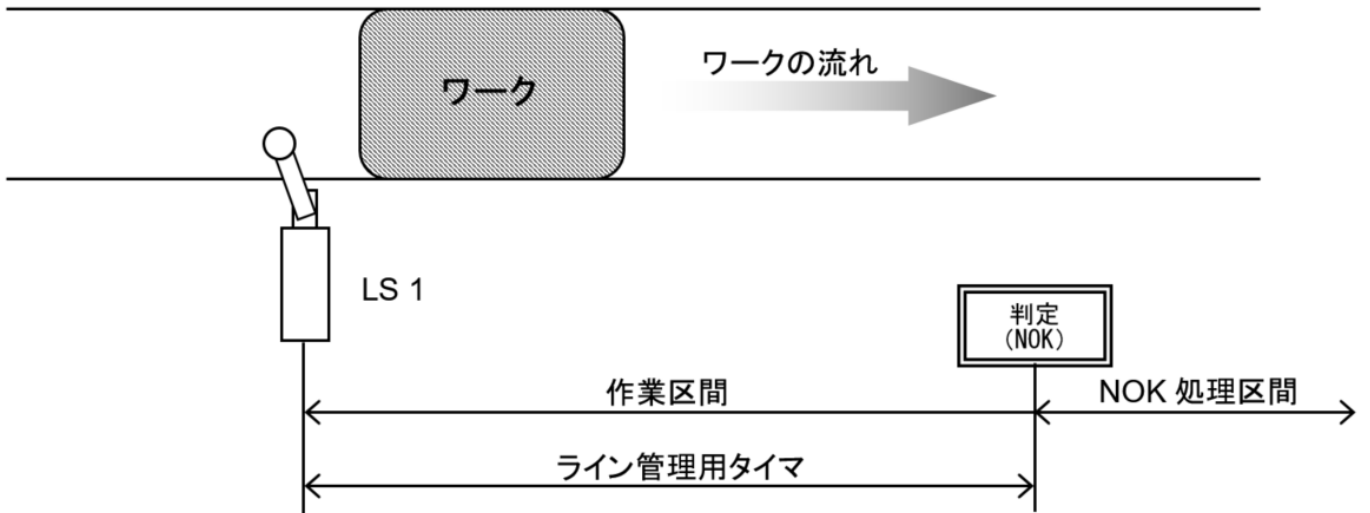 ワークの流れ
ワーク
LS 1
判定
(NOK)
作業区間
NOK 処理区間
ライン管理用タイマ